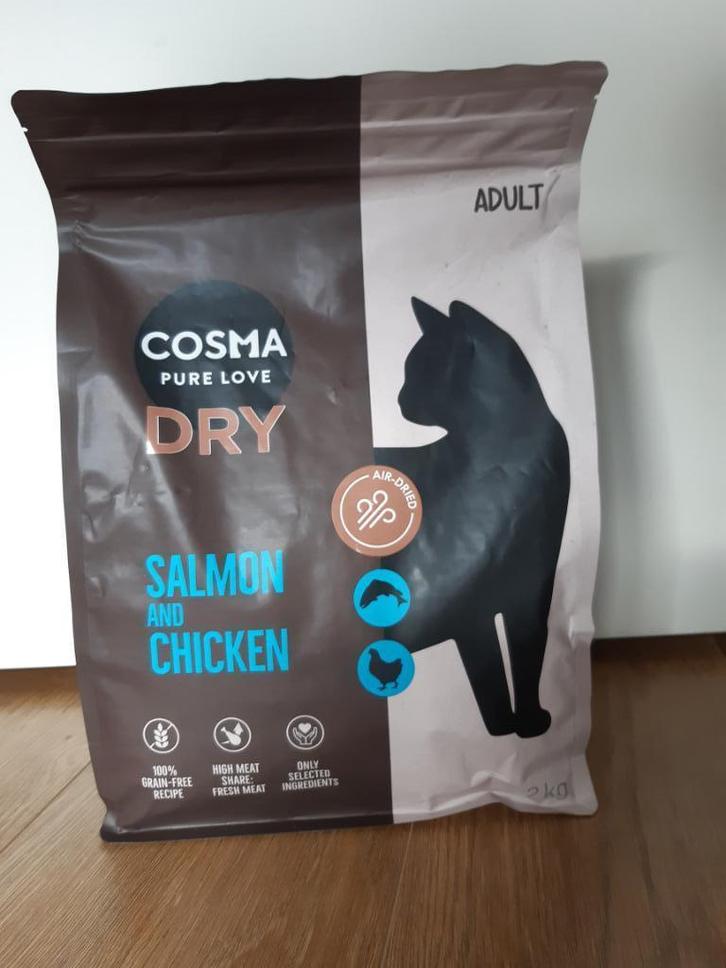 ADULT
COSMA
PURE LOVE
DRY
AIR-DRIED
SALMON
AND
CHICKEN
100%
GRAIN-FREE
RECIPE
HIGH MEAT
SHARE:
FRESH MEAT
ONLY
SELECTED
INGREDIENTS
2 kg